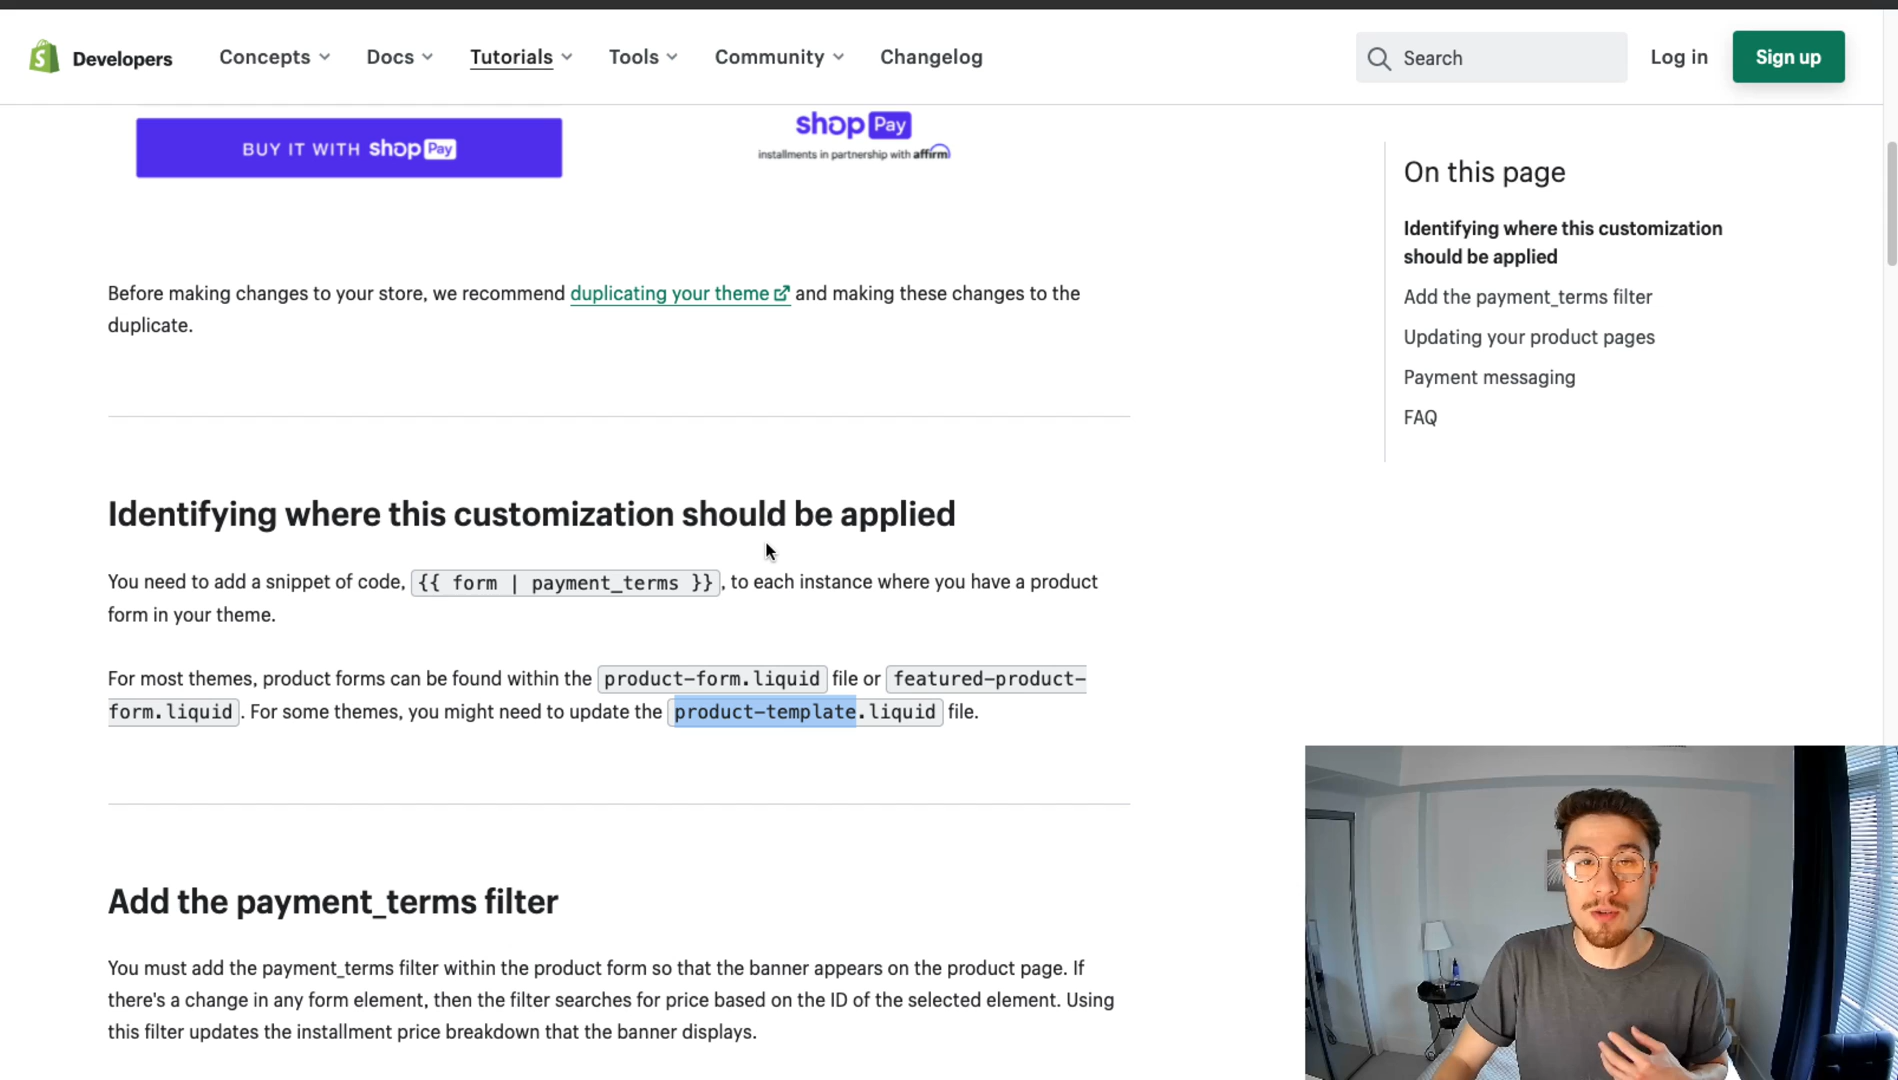 Developers
Concepts
Docs
Tutorials
Tools
Community
Changelog
Search
Log in
Sign up
BUY IT WITH shop Pay
shop Pay
installments in partnership with affirm
Before making changes to your store, we recommend duplicating your theme and making these changes to the
duplicate.
Identifying where this customization should be applied
You need to add a snippet of code, {{ form | payment_terms }}, to each instance where you have a product
form in your theme.
For most themes, product forms can be found within the product-form.liquid file or featured-product-
form.liquid. For some themes, you might need to update the product-template.liquid file.
Add the payment_terms filter
You must add the payment_terms filter within the product form so that the banner appears on the product page. If
there's a change in any form element, then the filter searches for price based on the ID of the selected element. Using
this filter updates the installment price breakdown that the banner displays.
On this page
Identifying where this customization
should be applied
Add the payment_terms filter
Updating your product pages
Payment messaging
FAQ